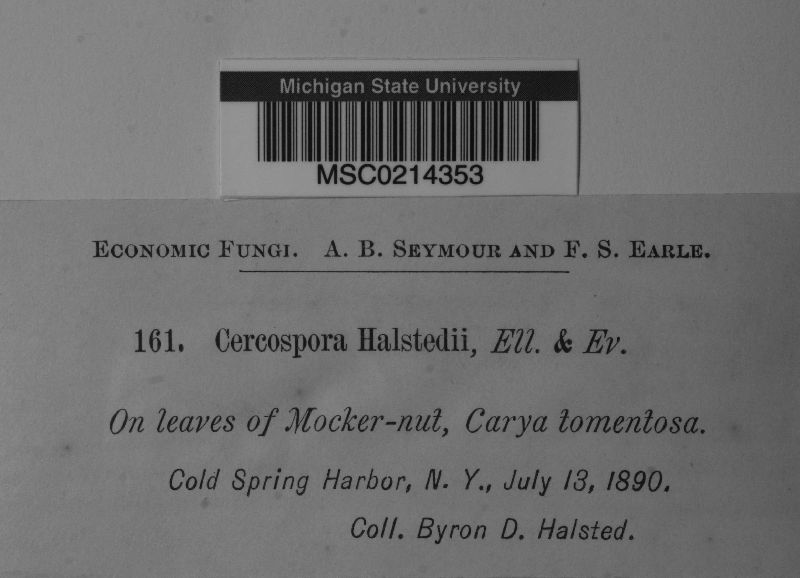 Michigan State University
MSC0214353
Economic Fungi. A. B. Seymour and F. S. Earle.
161. Cercospora Halstedii, Ell. & Ev.
On leaves of Mocker-nut, Carya tomentosa.
Cold Spring Harbor, N. Y., July 13, 1890.
Coll. Byron D. Halsted.